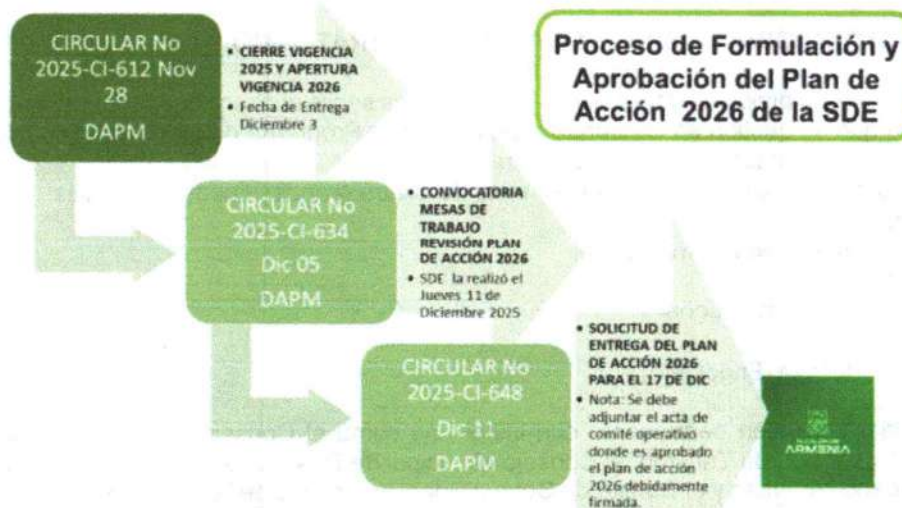 Proceso de Formulación y
Aprobación del Plan de
Acción 2026 de la SDE
CIRCULAR No
2025-CI-612 Nov
28
DAPM
• CIERRE VIGENCIA
2025 Y APERTURA
VIGENCIA 2026
• Fecha de Entrega
Diciembre 3
CIRCULAR No
2025-CI-634
Dic 05
DAPM
• CONVOCATORIA
MESAS DE
TRABAJO
REVISIÓN PLAN
DE ACCIÓN 2026
• SDE la realizó el
Jueves 11 de
Diciembre 2025
CIRCULAR No
2025-CI-648
Dic 11
DAPM
• SOLICITUD DE
ENTREGA DEL PLAN
DE ACCIÓN 2026
PARA EL 17 DE DIC
• Nota: Se debe
adjuntar el acta de
comité operativo
donde es aprobado
el plan de acción
2026 debidamente
firmada.
ARMENIA